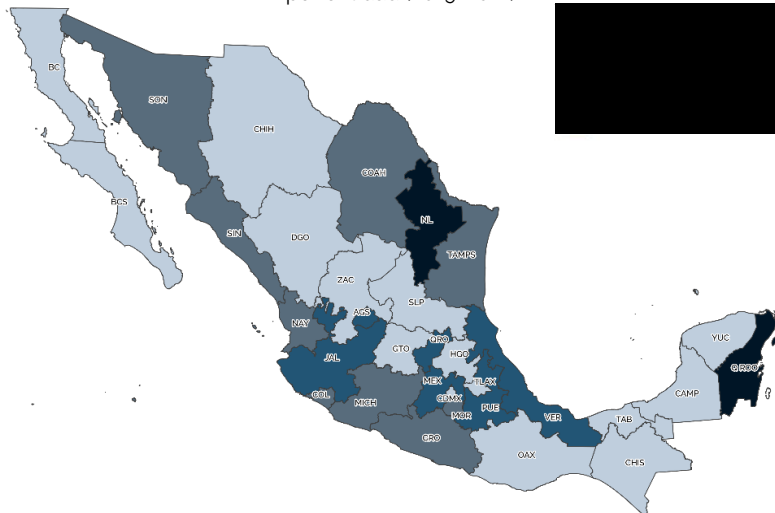 BC
SON
CHIH
COAH
BCS
NL
SIN
DGO
TAMPS
ZAC
SLP
AGS
NAY
QRO
YUC
GTO
HGO
JAL
Q ROO
MEX
TLAX
COL
CDMX
CAMP
MICH
PUE
MOR
VER
TAB
GRO
OAX
CHIS